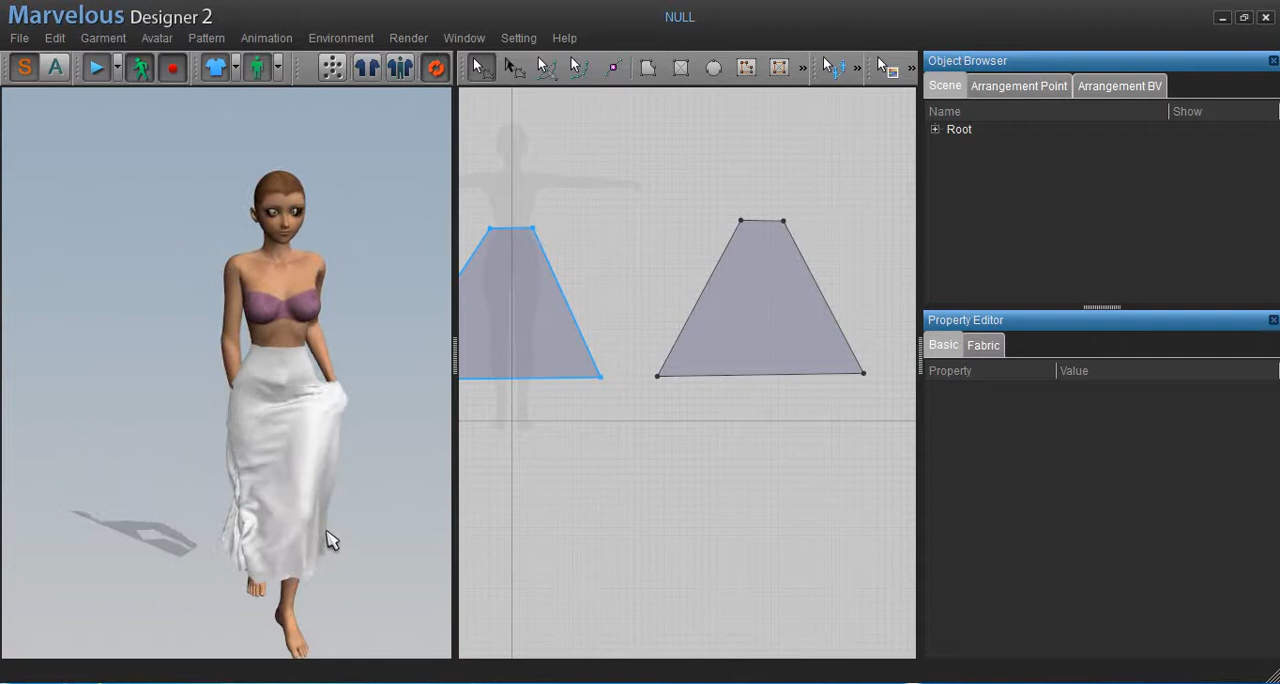 Marvelous Designer 2
NULL
File Edit Garment Avatar Pattern Animation Environment Render Window Setting Help
S A
Object Browser
Scene Arrangement Point Arrangement BV
Name Show
Root
Property Editor
Basic Fabric
Property Value